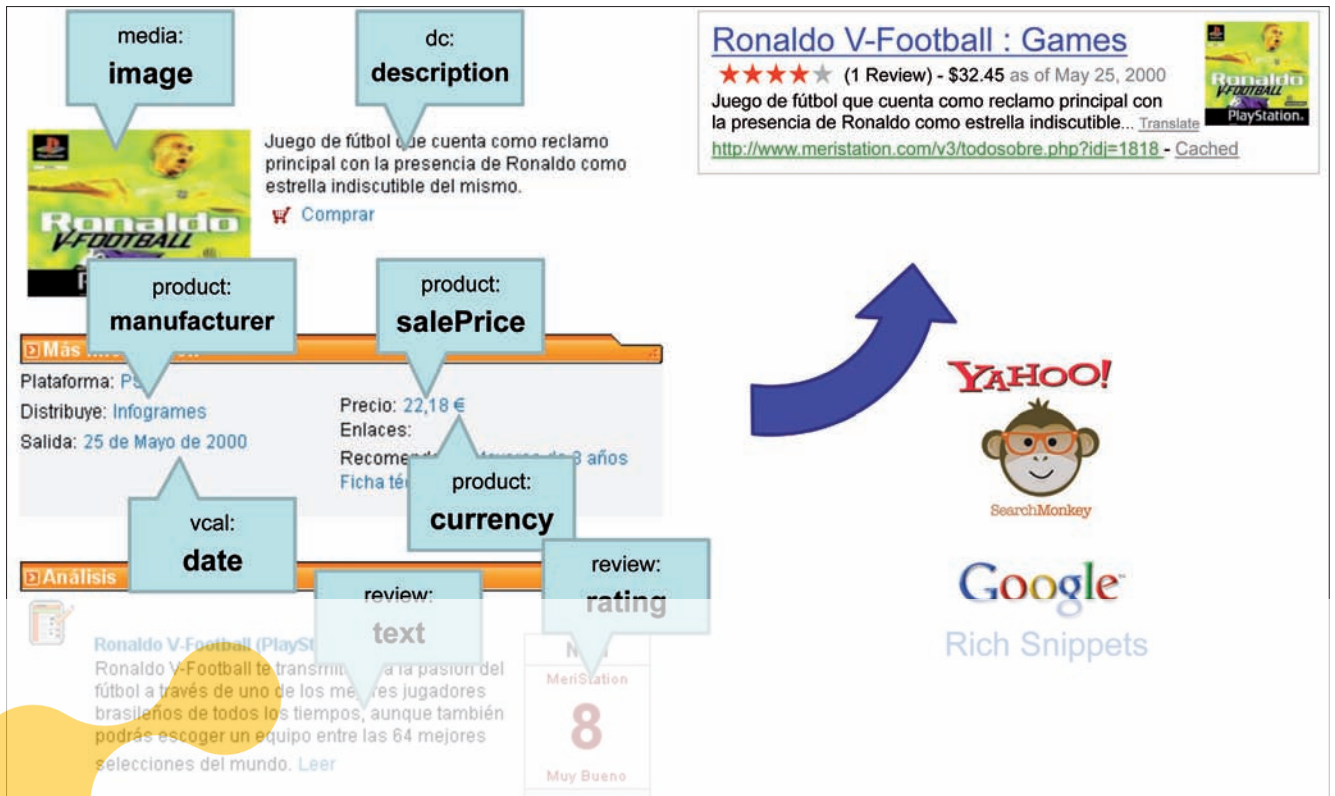 media:
image
dc:
description
Juego de fútbol que cuenta como reclamo
principal con la presencia de Ronaldo como
estrella indiscutible del mismo.
Comprar
Ronaldo
V-FOOTBALL
product:
manufacturer
product:
salePrice
Más
Plataforma:
Distribuye: Infogrames
Salida: 25 de Mayo de 2000
Precio: 22,18 €
Enlaces:
3 años
product:
currency
vcal:
date
Análisis
review:
text
review:
rating
Ronaldo V-Football
Ronaldo V-Football te la pasión del
fútbol a través de uno de los jugadores
brasileños de todos los tiempos, aunque también
podrás escoger un equipo entre las 64 mejores
selecciones del mundo. Leer
MeriStation
8
Muy Bueno
Ronaldo V-Football : Games
(1 Review) - $32.45 as of May 25, 2000
Juego de fútbol que cuenta como reclamo principal con
la presencia de Ronaldo como estrella indiscutible... Translate
http://www.meristation.com/v3/todosobre.php?idj=1818 - Cached
Ronaldo
V-FOOTBALL
PlayStation.
YAHOO!
SearchMonkey
Google
Rich Snippets